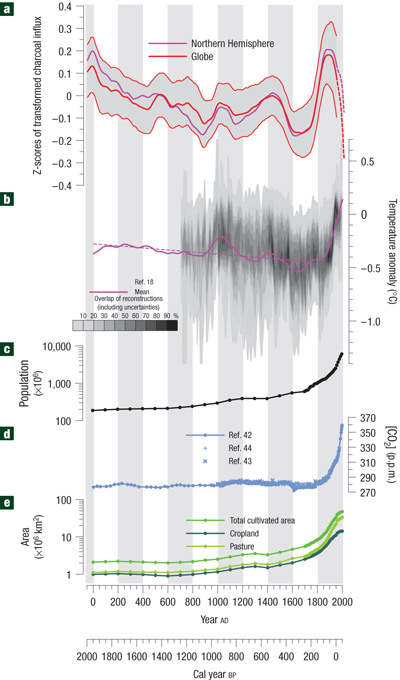 a
Z-scores of transformed charcoal influx
0.4
0.3
0.2
0.1
0
−0.1
−0.2
−0.3
−0.4
Northern Hemisphere
Globe
b
0.5
0
−0.5
−1.0
Temperature anomaly (°C)
Ref. 18
Mean
Overlap of reconstructions
(including uncertainties)
10 20 30 40 50 60 70 80 90 %
c
Population
(×10⁶)
10,000
1,000
100
d
Ref. 42
Ref. 44
Ref. 43
370
350
330
310
290
270
[CO₂] (p.p.m.)
e
Area
(×10⁶ km²)
100
10
1
Total cultivated area
Cropland
Pasture
0 200 400 600 800 1000 1200 1400 1600 1800 2000
Year AD
2000 2000 1800 1600 1400 1200 1000 800 600 400 200 0
Cal year BP